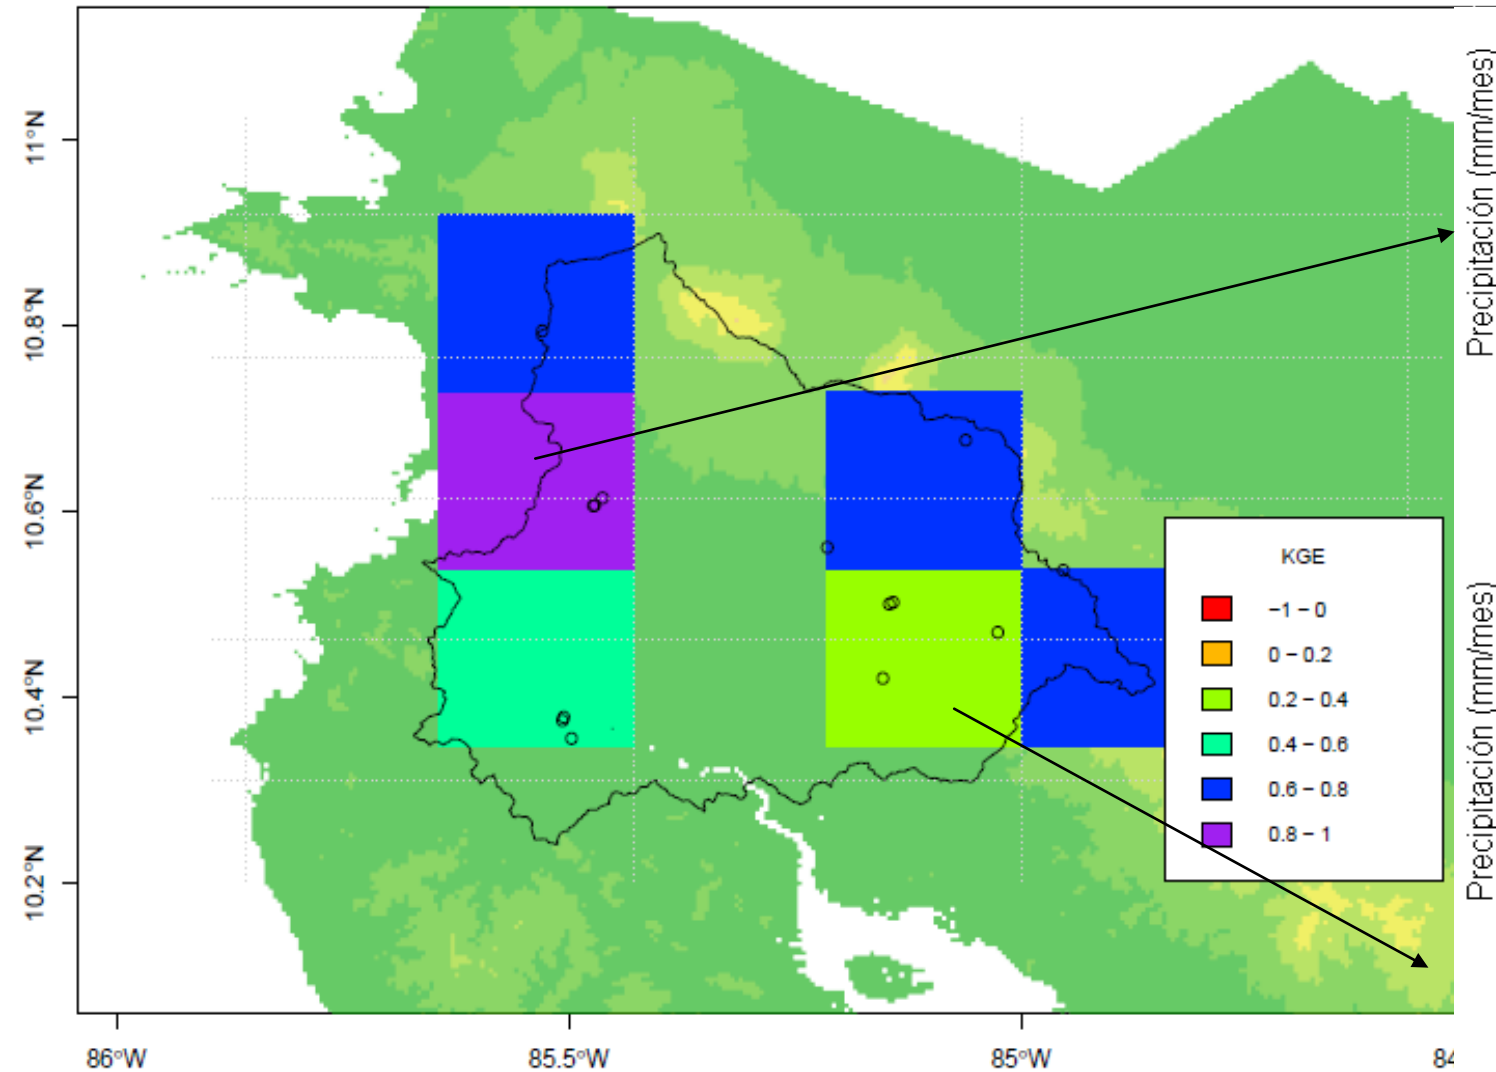 11°N
10.8°N
10.6°N
10.4°N
10.2°N
86°W
85.5°W
85°W
84
KGE
−1 − 0
0 − 0.2
0.2 − 0.4
0.4 − 0.6
0.6 − 0.8
0.8 − 1
Precipitación (mm/mes)
Precipitación (mm/mes)